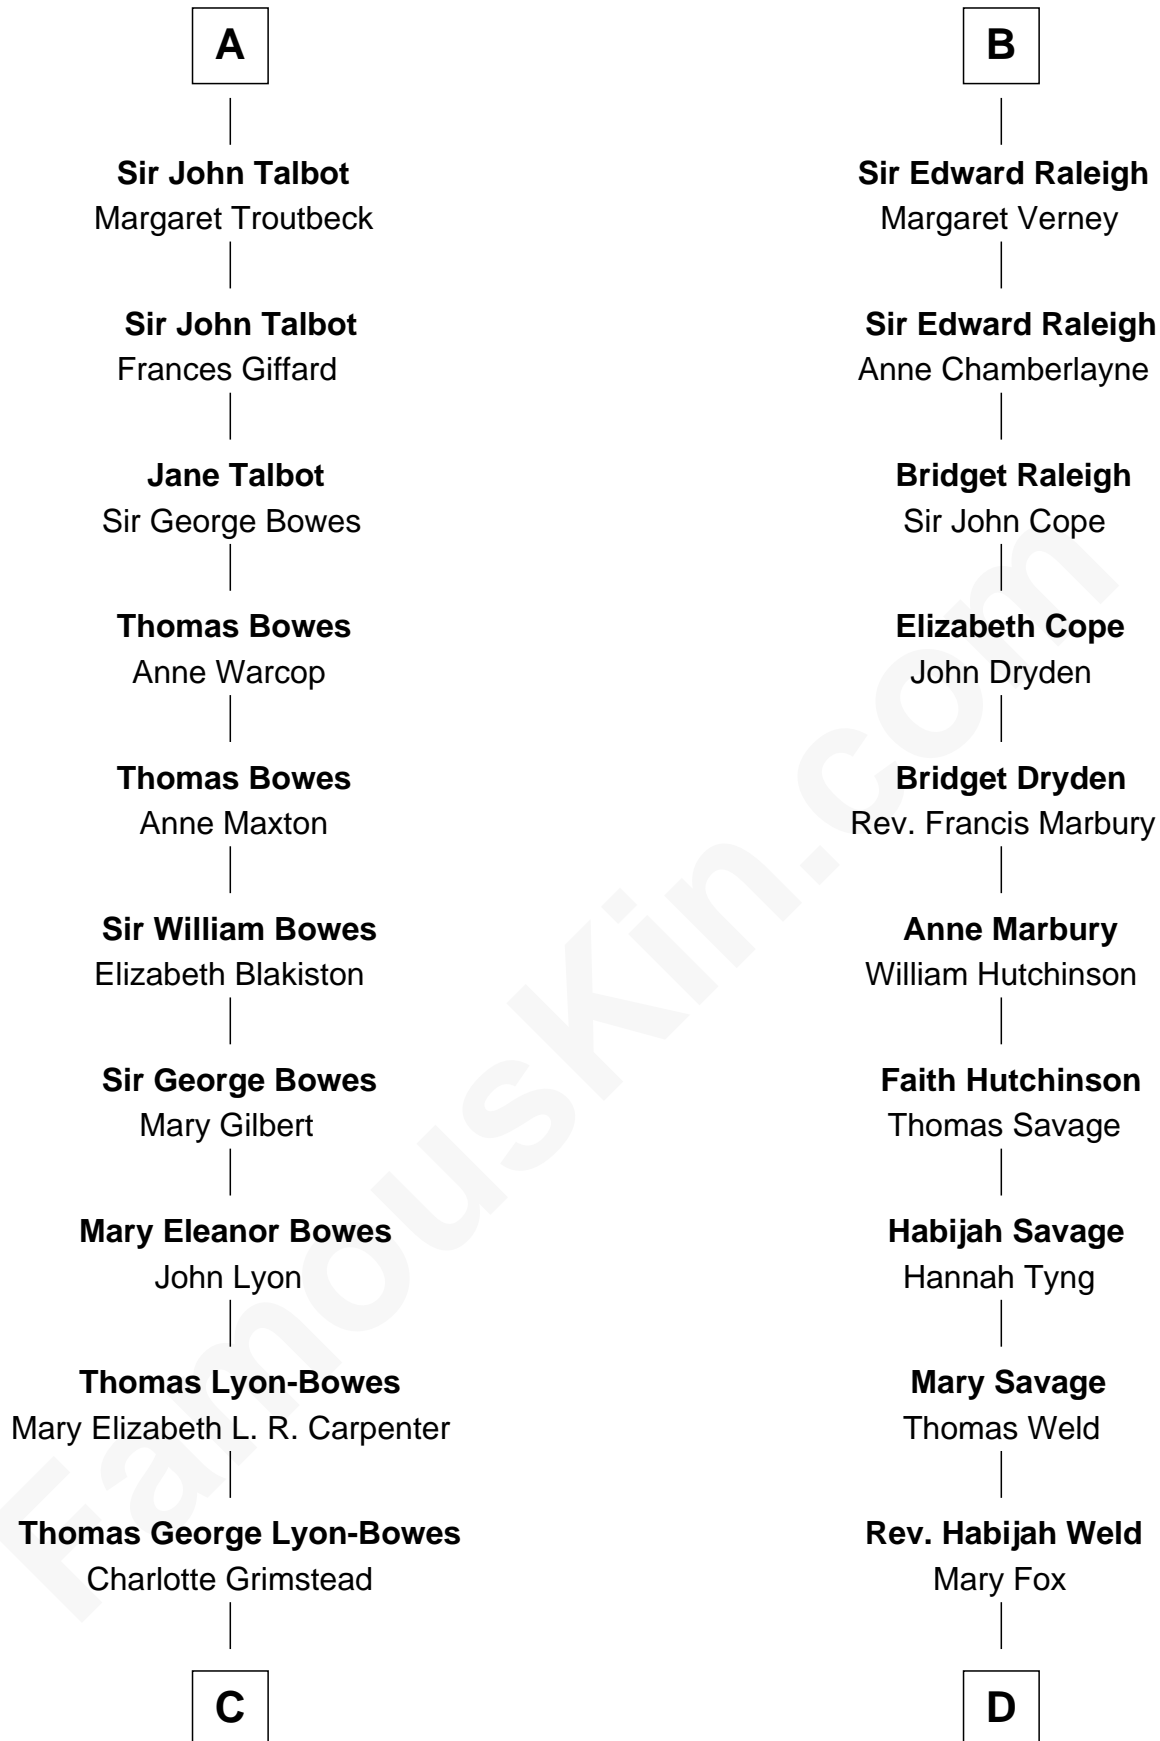 A
Sir John Talbot
Margaret Troutbeck
Sir John Talbot
Frances Giffard
Jane Talbot
Sir George Bowes
Thomas Bowes
Anne Warcop
Thomas Bowes
Anne Maxton
Sir William Bowes
Elizabeth Blakiston
Sir George Bowes
Mary Gilbert
Mary Eleanor Bowes
John Lyon
Thomas Lyon-Bowes
Mary Elizabeth L. R. Carpenter
Thomas George Lyon-Bowes
Charlotte Grimstead
C
B
Sir Edward Raleigh
Margaret Verney
Sir Edward Raleigh
Anne Chamberlayne
Bridget Raleigh
Sir John Cope
Elizabeth Cope
John Dryden
Bridget Dryden
Rev. Francis Marbury
Anne Marbury
William Hutchinson
Faith Hutchinson
Thomas Savage
Habijah Savage
Hannah Tyng
Mary Savage
Thomas Weld
Rev. Habijah Weld
Mary Fox
D
FamousKin.com